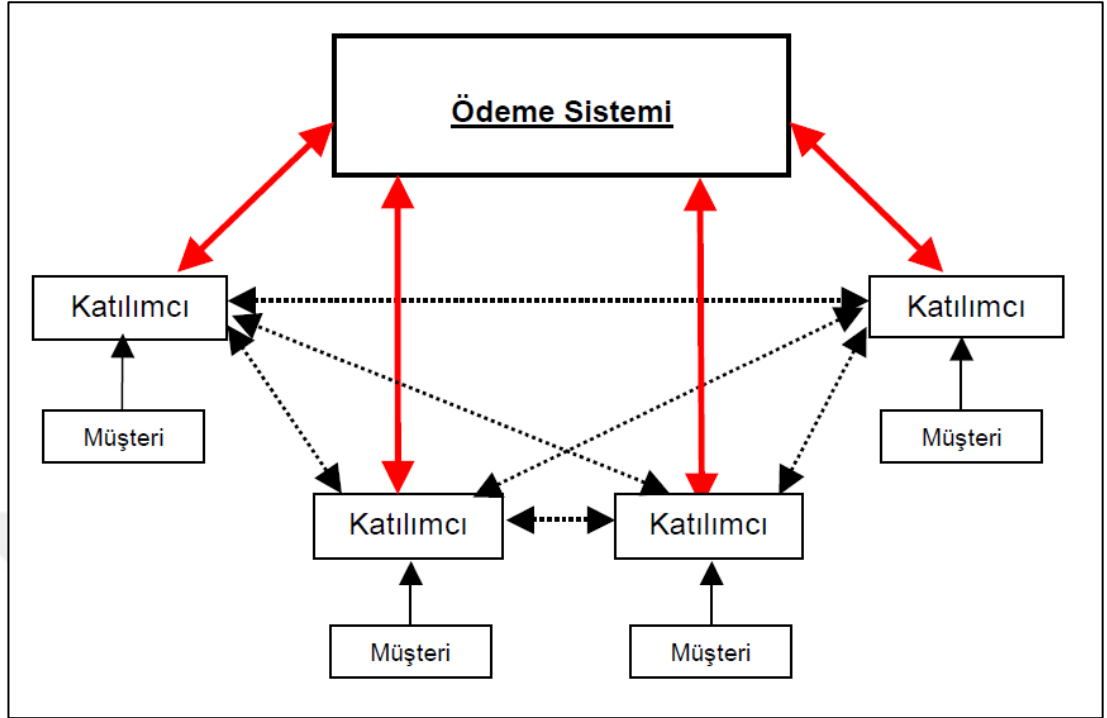 Ödeme Sistemi
Katılımcı
Katılımcı
Müşteri
Müşteri
Katılımcı
Katılımcı
Müşteri
Müşteri